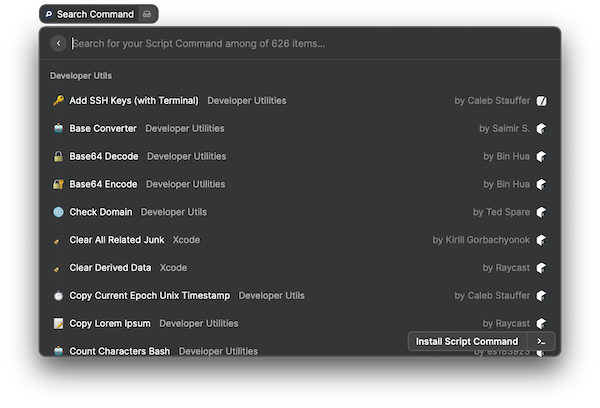 Search Command
Search for your Script Command among of 626 items...
Developer Utils
Add SSH Keys (with Terminal) Developer Utilities by Caleb Stauffer
Base Converter Developer Utilities by Saimir S.
Base64 Decode Developer Utilities by Bin Hua
Base64 Encode Developer Utilities by Bin Hua
Check Domain Developer Utils by Ted Spare
Clear All Related Junk Xcode by Kirill Gorbachyonok
Clear Derived Data Xcode by Raycast
Copy Current Epoch Unix Timestamp Developer Utils by Caleb Stauffer
Copy Lorem Ipsum Developer Utilities by Raycast
Install Script Command
Count Characters Bash Developer Utilities by es183923